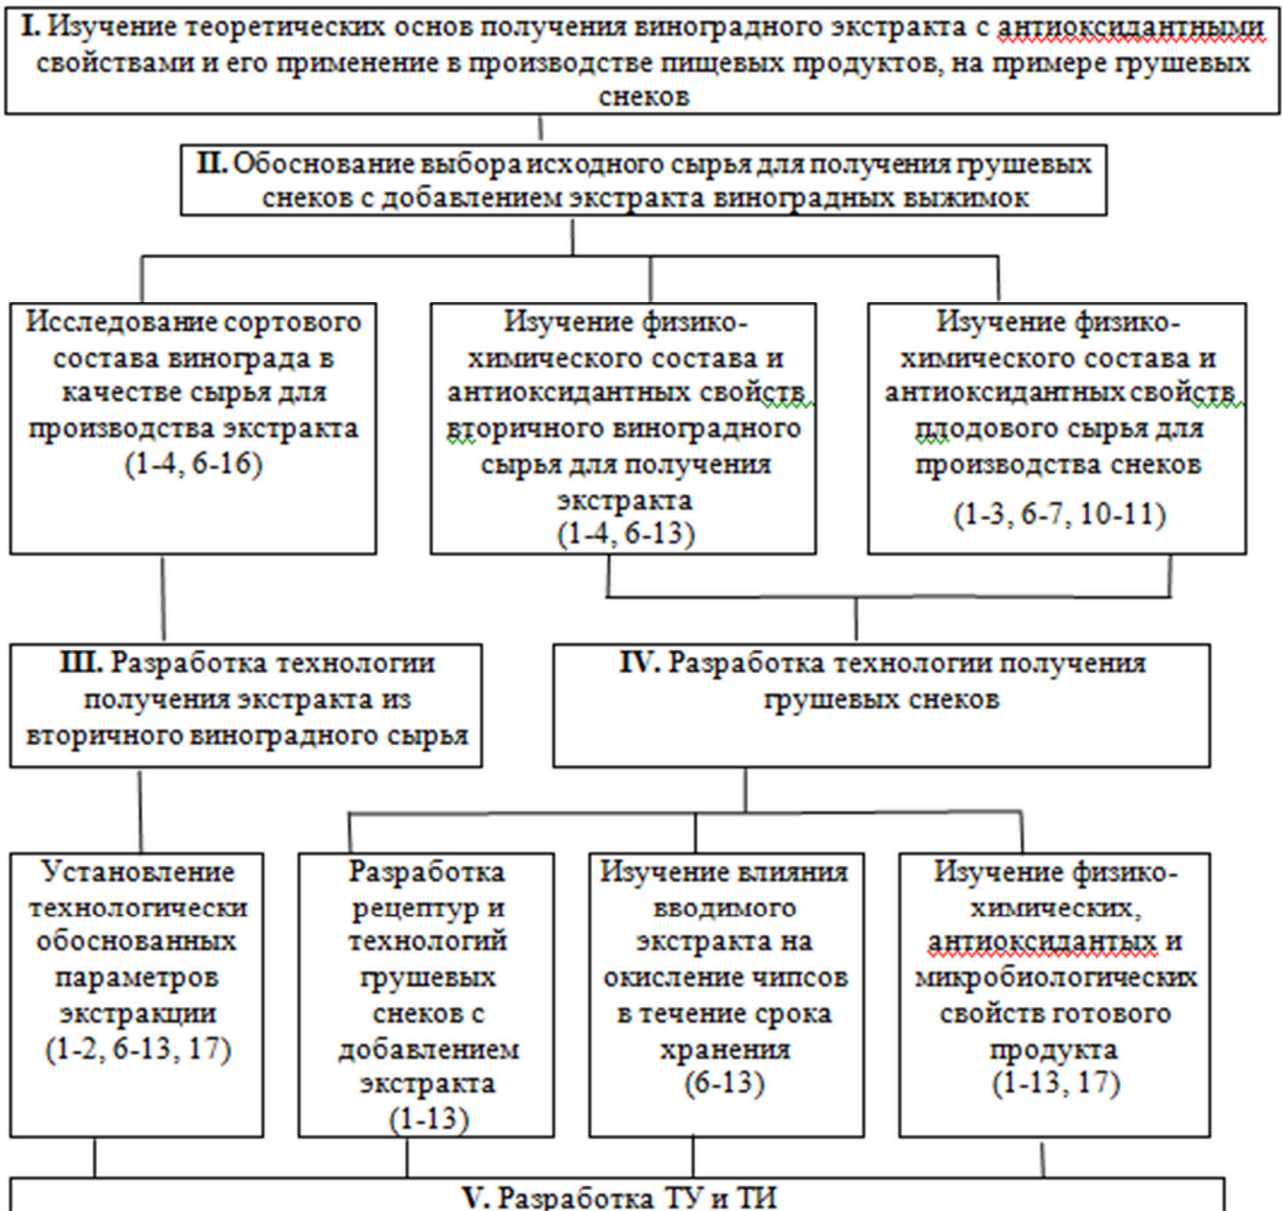 I. Изучение теоретических основ получения виноградного экстракта с антиоксидантными
свойствами и его применение в производстве пищевых продуктов, на примере грушевых
снеков
II. Обоснование выбора исходного сырья для получения грушевых
снеков с добавлением экстракта виноградных выжимок
Исследование сортового
состава винограда в
качестве сырья для
производства экстракта
(1-4, 6-16)
Изучение физико-
химического состава и
антиоксидантных свойств
вторичного виноградного
сырья для получения
экстракта
(1-4, 6-13)
Изучение физико-
химического состава и
антиоксидантных свойств
плодового сырья для
производства снеков
(1-3, 6-7, 10-11)
III. Разработка технологии
получения экстракта из
вторичного виноградного сырья
IV. Разработка технологии получения
грушевых снеков
Установление
технологически
обоснованных
параметров
экстракции
(1-2, 6-13, 17)
Разработка
рецептур и
технологий
грушевых
снеков с
добавлением
экстракта
(1-13)
Изучение влияния
вводимого
экстракта на
окисление чипсов
в течение срока
хранения
(6-13)
Изучение физико-
химических,
антиоксидантых и
микробиологических
свойств готового
продукта
(1-13, 17)
V. Разработка ТУ и ТИ